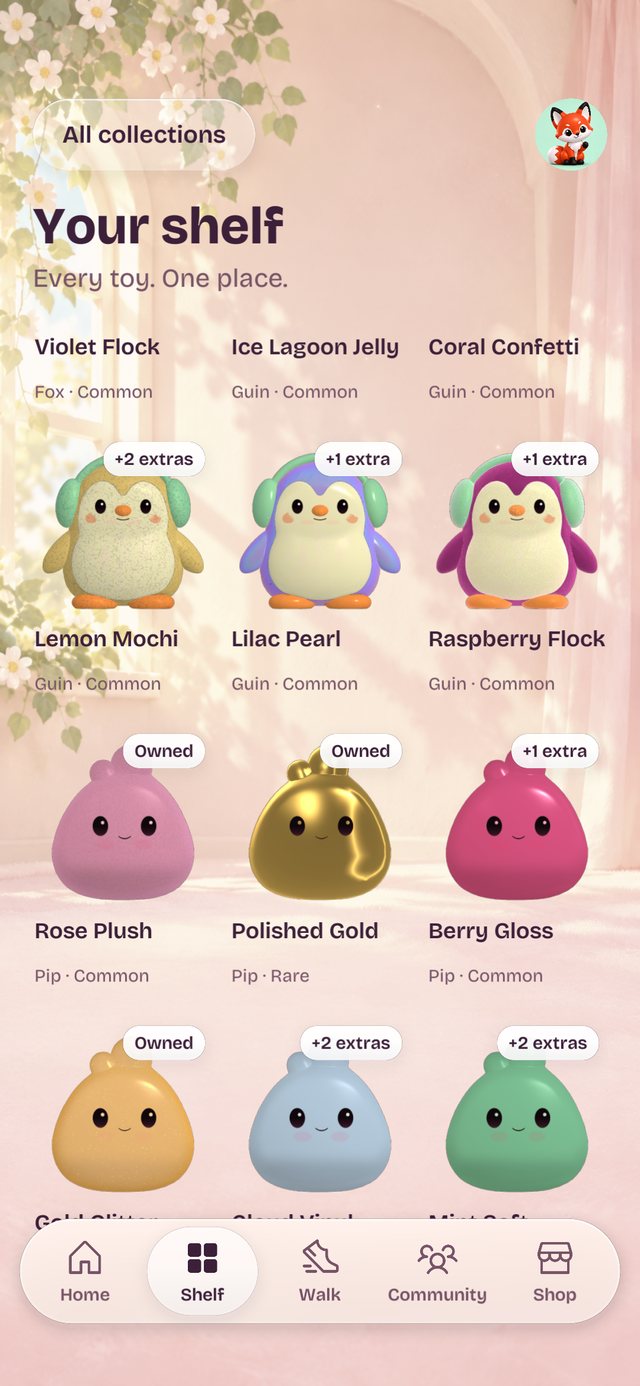 All collections
Your shelf
Every toy. One place.
Violet Flock
Ice Lagoon Jelly
Coral Confetti
Fox · Common
Guin · Common
Guin · Common
+2 extras
+1 extra
+1 extra
Lemon Mochi
Lilac Pearl
Raspberry Flock
Guin · Common
Guin · Common
Guin · Common
Owned
Owned
+1 extra
Rose Plush
Polished Gold
Berry Gloss
Pip · Common
Pip · Rare
Pip · Common
Owned
+2 extras
+2 extras
Home
Shelf
Walk
Community
Shop